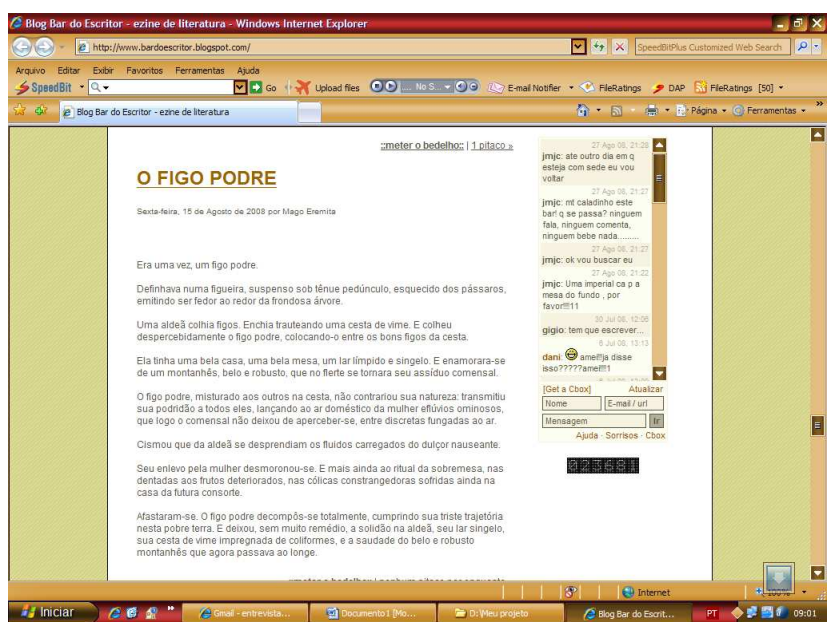 Blog Bar do Escritor - ezine de literatura - Windows Internet Explorer
http://www.bardoescritor.blogspot.com/
SpeedBitPlus Customized Web Search
Arquivo Editar Exibir Favoritos Ferramentas Ajuda
SpeedBit Go Upload files ... No S... E-mail Notifier FileRatings DAP FileRatings [50]
Blog Bar do Escritor - ezine de literatura Página Ferramentas
::meter o bedelho:: | 1 pitaco »
O FIGO PODRE
Sexta-feira, 15 de Agosto de 2008 por Mago Eremita
Era uma vez, um figo podre.
Definhava numa figueira, suspenso sob tênue pedúnculo, esquecido dos pássaros,
emitindo ser fedor ao redor da frondosa árvore.
Uma aldeã colhia figos. Enchia trauteando uma cesta de vime. E colheu
despercebidamente o figo podre, colocando-o entre os bons figos da cesta.
Ela tinha uma bela casa, uma bela mesa, um lar límpido e singelo. E enamorara-se
de um montanhês, belo e robusto, que no flerte se tornara seu assíduo comensal.
O figo podre, misturado aos outros na cesta, não contrariou sua natureza: transmitiu
sua podridão a todos eles, lançando ao ar doméstico da mulher eflúvios ominosos,
que logo o comensal não deixou de aperceber-se, entre discretas fungadas ao ar.
Cismou que da aldeã se desprendiam os fluidos carregados do dulçor nauseante.
Seu enlevo pela mulher desmoronou-se. E mais ainda ao ritual da sobremesa, nas
dentadas aos frutos deteriorados, nas cólicas constrangedoras sofridas ainda na
casa da futura consorte.
Afastaram-se. O figo podre decompôs-se totalmente, cumprindo sua triste trajetória
nesta pobre terra. E deixou, sem muito remédio, a solidão na aldeã, seu lar singelo,
sua cesta de vime impregnada de coliformes, e a saudade do belo e robusto
montanhês que agora passava ao longe.
27 Ago 08, 21:28
jmjc: ate outro dia em q
esteja com sede eu vou
voltar
27 Ago 08, 21:27
jmjc: mt caladinho este
bar! q se passa? ninguem
fala, ninguem comenta,
ninguem bebe nada.........
27 Ago 08, 21:27
jmjc: ok vou buscar eu
27 Ago 08, 21:22
jmjc: Uma imperial ca p a
mesa do fundo , por
favor!!!11
30 Jul 08, 12:06
gigio: tem que escrever...
8 Jul 08, 13:13
dani: amei!!!ja disse
isso?????amei!!!1
[Get a Cbox] Atualizar
Nome E-mail / url
Mensagem Ir
Ajuda · Sorrisos · Cbox
023681
Internet 100%
Iniciar Gmail - entrevista... Documento1 [Mo... D:\Meu projeto Blog Bar do Escrit... PT 09:01